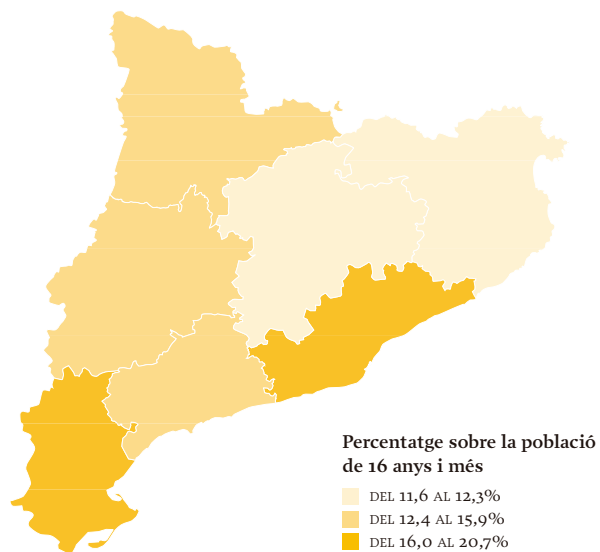 Percentatge sobre la població
de 16 anys i més
DEL 11,6 AL 12,3%
DEL 12,4 AL 15,9%
DEL 16,0 AL 20,7%